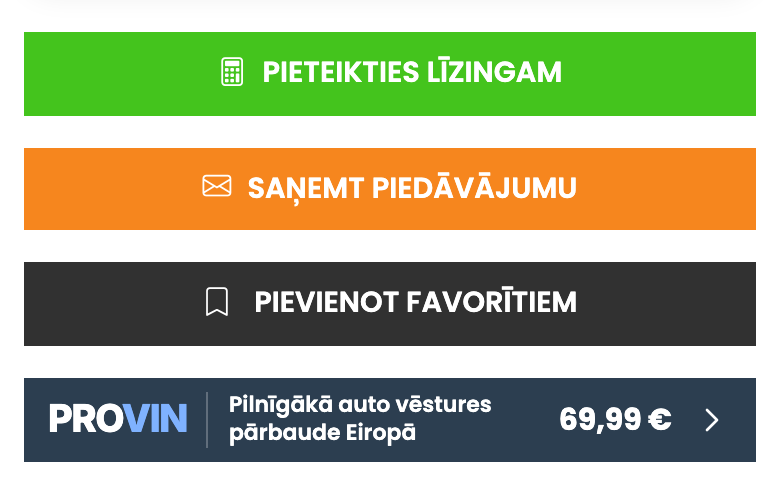 PIETEIKTIES LĪZINGAM
SAŅEMT PIEDĀVĀJUMU
PIEVIENOT FAVORĪTIEM
PROVIN
Pilnīgākā auto vēstures
pārbaude Eiropā
69,99 €